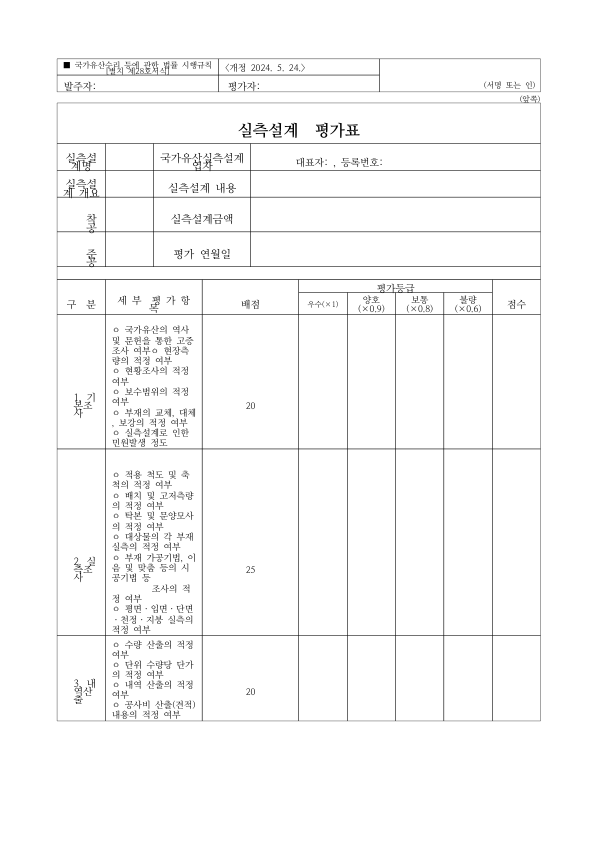 ■ 국가유산수리 등에 관한 법률 시행규칙
[별지 제28호서식]
<개정 2024. 5. 24.>
발주자:
평가자:
(서명 또는 인)
(앞쪽)
실측설계 평가표
실측설
계명
국가유산실측설계
업자
대표자: , 등록번호:
실측설
계 개요
실측설계 내용
착
공
실측설계금액
준
공
평가 연월일
구 분
세 부 평 가 항
목
배점
평가등급
우수(×1)
양호
(×0.9)
보통
(×0.8)
불량
(×0.6)
점수
1. 기
본조
사
ㅇ 국가유산의 역사
및 문헌을 통한 고증
조사 여부ㅇ 현장측
량의 적정 여부
ㅇ 현황조사의 적정
여부
ㅇ 보수범위의 적정
여부
ㅇ 부재의 교체, 대체
, 보강의 적정 여부
ㅇ 실측설계로 인한
민원발생 정도
20
2. 실
측조
사
ㅇ 적용 척도 및 축
척의 적정 여부
ㅇ 배치 및 고저측량
의 적정 여부
ㅇ 탁본 및 문양모사
의 적정 여부
ㅇ 대상물의 각 부재
실측의 적정 여부
ㅇ 부재 가공기법, 이
음 및 맞춤 등의 시
공기법 등
조사의 적
정 여부
ㅇ 평면ㆍ입면ㆍ단면
ㆍ천정ㆍ지붕 실측의
적정 여부
25
3. 내
역산
출
ㅇ 수량 산출의 적정
여부
ㅇ 단위 수량당 단가
의 적정 여부
ㅇ 내역 산출의 적정
여부
ㅇ 공사비 산출(견적)
내용의 적정 여부
20